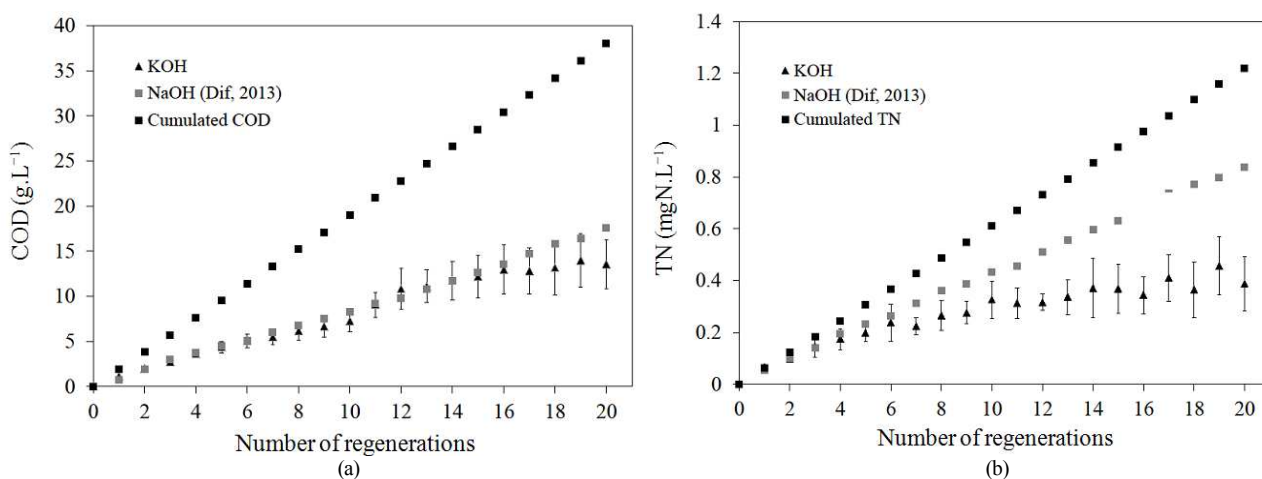 40
35
30
25
20
15
10
5
0
COD (g.L⁻¹)
KOH
NaOH (Dif, 2013)
Cumulated COD
0 2 4 6 8 10 12 14 16 18 20
Number of regenerations
(a)
1.4
1.2
1
0.8
0.6
0.4
0.2
0
TN (mgN.L⁻¹)
KOH
NaOH (Dif, 2013)
Cumulated TN
0 2 4 6 8 10 12 14 16 18 20
Number of regenerations
(b)